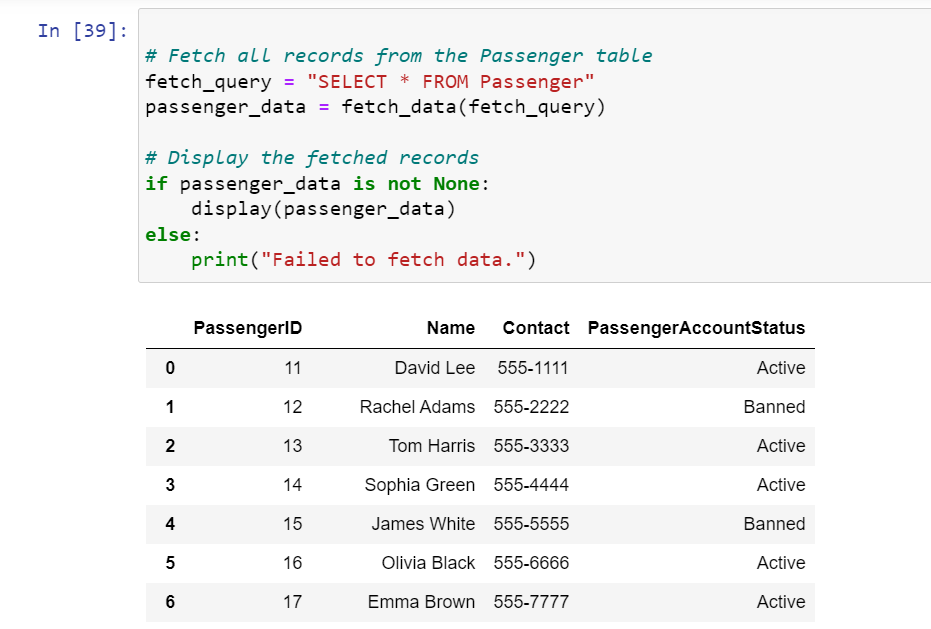 In [39]:
# Fetch all records from the Passenger table
fetch_query = "SELECT * FROM Passenger"
passenger_data = fetch_data(fetch_query)
# Display the fetched records
if passenger_data is not None:
    display(passenger_data)
else:
    print("Failed to fetch data.")
PassengerID Name Contact PassengerAccountStatus
0 11 David Lee 555-1111 Active
1 12 Rachel Adams 555-2222 Banned
2 13 Tom Harris 555-3333 Active
3 14 Sophia Green 555-4444 Active
4 15 James White 555-5555 Banned
5 16 Olivia Black 555-6666 Active
6 17 Emma Brown 555-7777 Active